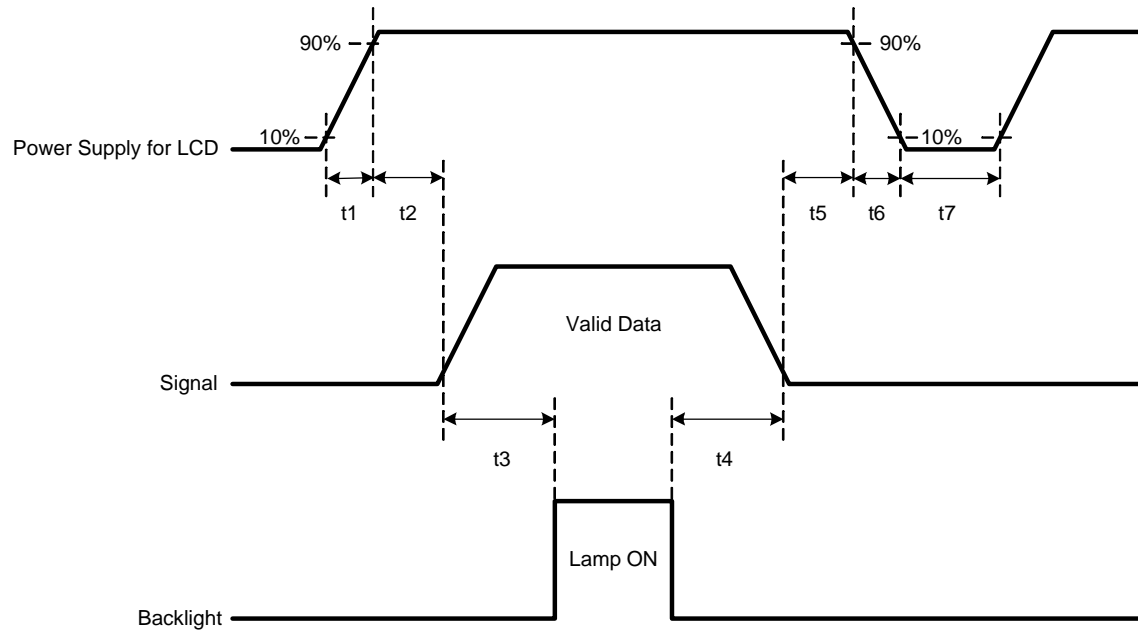 90%
90%
10%
10%
Power Supply for LCD
t1
t2
t5
t6
t7
Valid Data
Signal
t3
t4
Lamp ON
Backlight